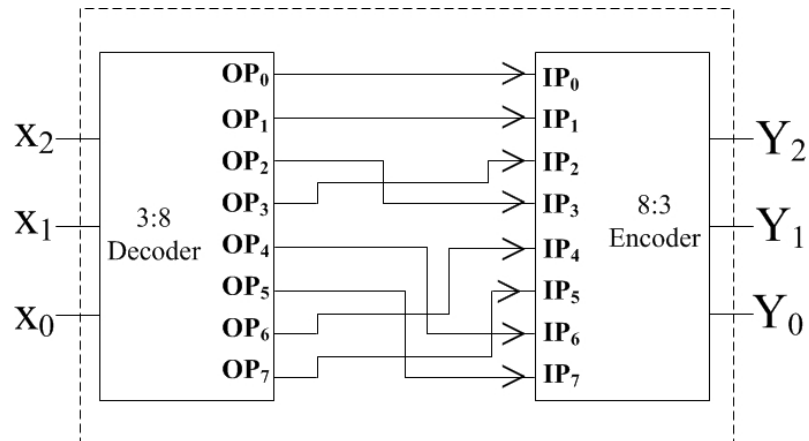 X₂
X₁
X₀
3:8
Decoder
OP₀
OP₁
OP₂
OP₃
OP₄
OP₅
OP₆
OP₇
IP₀
IP₁
IP₂
IP₃
IP₄
IP₅
IP₆
IP₇
8:3
Encoder
Y₂
Y₁
Y₀